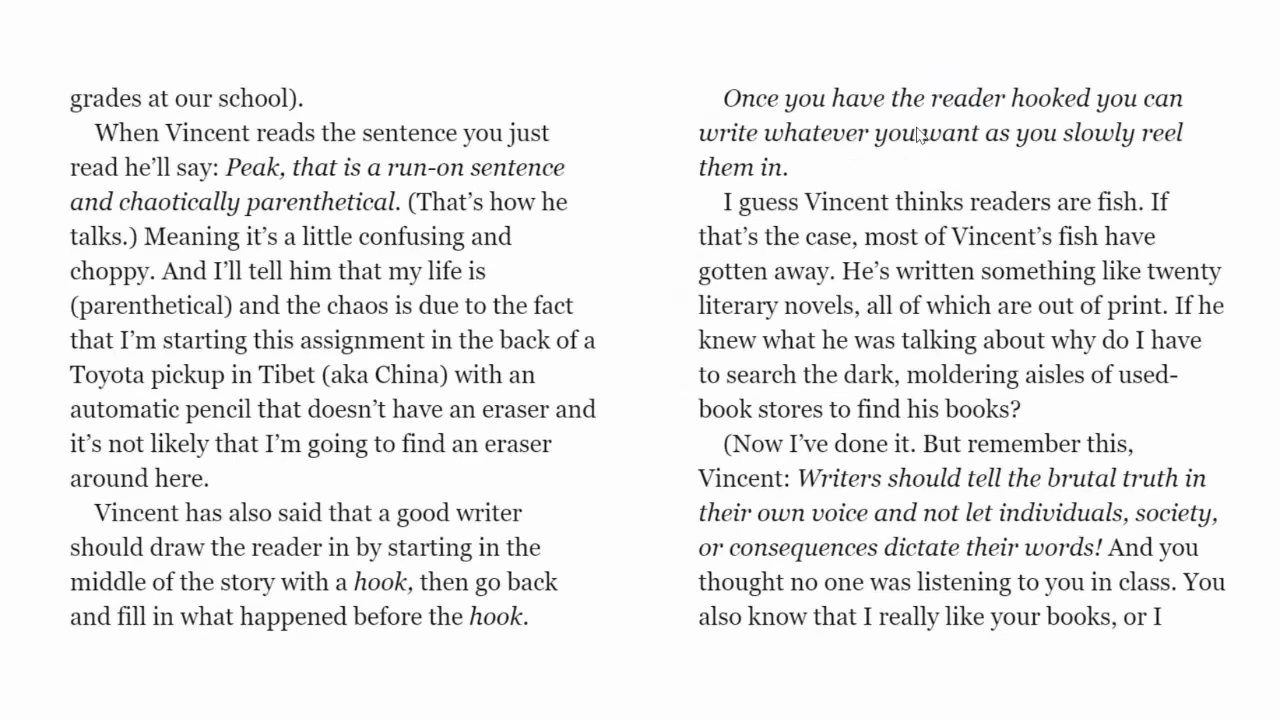 grades at our school).
When Vincent reads the sentence you just
read he’ll say: Peak, that is a run-on sentence
and chaotically parenthetical. (That’s how he
talks.) Meaning it’s a little confusing and
choppy. And I’ll tell him that my life is
(parenthetical) and the chaos is due to the fact
that I’m starting this assignment in the back of a
Toyota pickup in Tibet (aka China) with an
automatic pencil that doesn’t have an eraser and
it’s not likely that I’m going to find an eraser
around here.
Vincent has also said that a good writer
should draw the reader in by starting in the
middle of the story with a hook, then go back
and fill in what happened before the hook.
Once you have the reader hooked you can
write whatever you want as you slowly reel
them in.
I guess Vincent thinks readers are fish. If
that’s the case, most of Vincent’s fish have
gotten away. He’s written something like twenty
literary novels, all of which are out of print. If he
knew what he was talking about why do I have
to search the dark, moldering aisles of used-
book stores to find his books?
(Now I’ve done it. But remember this,
Vincent: Writers should tell the brutal truth in
their own voice and not let individuals, society,
or consequences dictate their words! And you
thought no one was listening to you in class. You
also know that I really like your books, or I